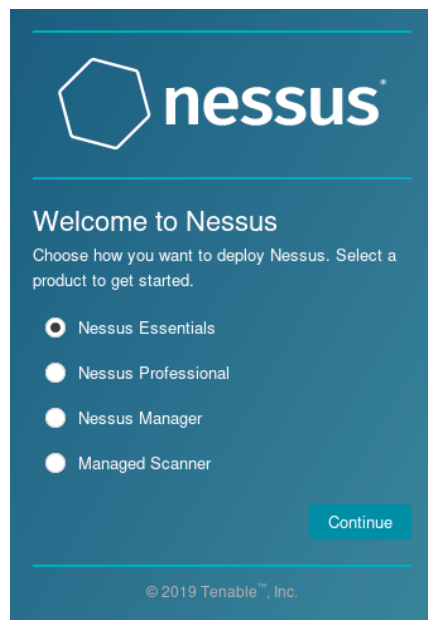 nessus®
Welcome to Nessus
Choose how you want to deploy Nessus. Select a
product to get started.
Nessus Essentials
Nessus Professional
Nessus Manager
Managed Scanner
Continue
© 2019 Tenable™, Inc.